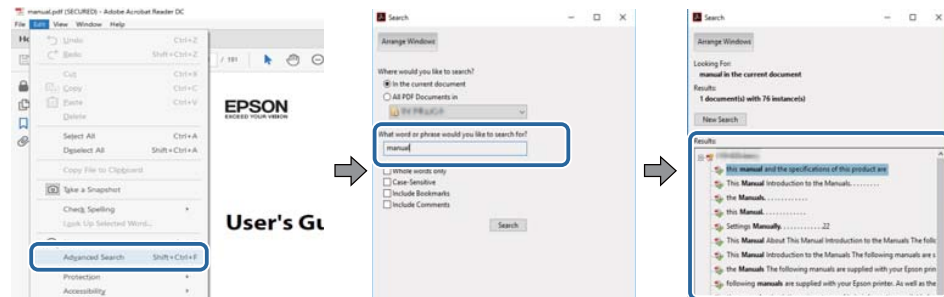 manual.pdf (SECURED) - Adobe Acrobat Reader DC
File Edit View Window Help
Undo Ctrl+Z
Redo Shift+Ctrl+Z
Cut Ctrl+X
Copy Ctrl+C
Paste Ctrl+V
Delete
Select All Ctrl+A
Deselect All Shift+Ctrl+A
Copy File to Clipboard
Take a Snapshot
Check Spelling
Look Up Selected Word...
Advanced Search Shift+Ctrl+F
Protection
Accessibility
/ 191
EPSON
EXCEED YOUR VISION
User's Gu
Search
Arrange Windows
Where would you like to search?
In the current document
All PDF Documents in
What word or phrase would you like to search for?
manual
Whole words only
Case-Sensitive
Include Bookmarks
Include Comments
Search
Search
Arrange Windows
Looking For:
manual in the current document
Results:
1 document(s) with 76 instance(s)
New Search
Results:
this manual and the specifications of this product are
This Manual Introduction to the Manuals. . . . . . . . .
the Manuals. . . . . . . . . . . . .
this Manual. . . . . . . . . . . . .
Settings Manually. . . . . . . . . . . . .22
This Manual About This Manual Introduction to the Manuals The follo
This Manual Introduction to the Manuals The following manuals are s
the Manuals The following manuals are supplied with your Epson prin
following manuals are supplied with your Epson printer. As well as the